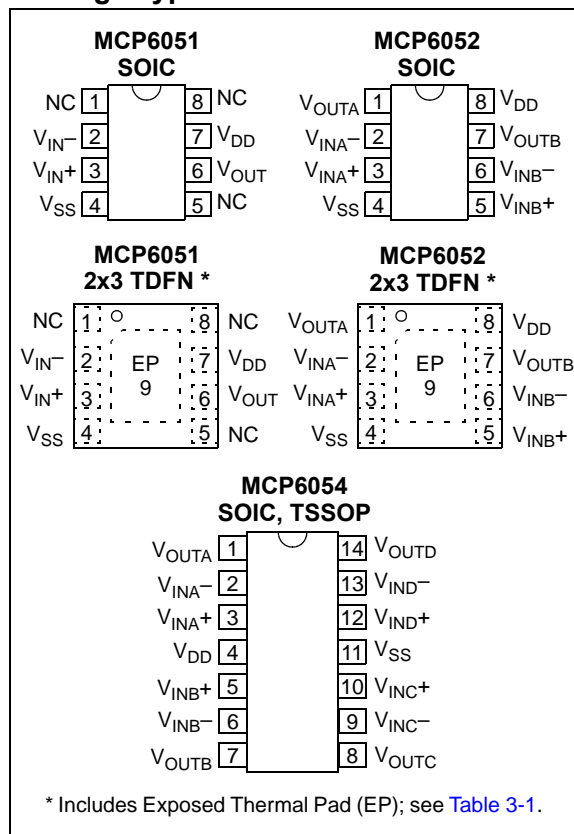 MCP6051 MCP6052
SOIC SOIC
NC 1 8 NC VOUTA 1 8 VDD
VIN– 2 7 VDD VINA– 2 7 VOUTB
VIN+ 3 6 VOUT VINA+ 3 6 VINB–
VSS 4 5 NC VSS 4 5 VINB+
MCP6051 MCP6052
2x3 TDFN * 2x3 TDFN *
NC 1 8 NC VOUTA 1 8 VDD
VIN– 2 EP 7 VDD VINA– 2 EP 7 VOUTB
VIN+ 3 9 6 VOUT VINA+ 3 9 6 VINB–
VSS 4 5 NC VSS 4 5 VINB+
MCP6054
SOIC, TSSOP
VOUTA 1 14 VOUTD
VINA– 2 13 VIND–
VINA+ 3 12 VIND+
VDD 4 11 VSS
VINB+ 5 10 VINC+
VINB– 6 9 VINC–
VOUTB 7 8 VOUTC
* Includes Exposed Thermal Pad (EP); see Table 3-1.